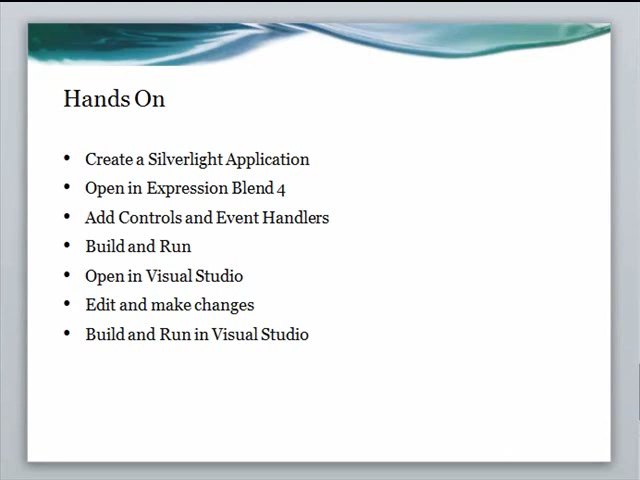 Hands On
• Create a Silverlight Application
• Open in Expression Blend 4
• Add Controls and Event Handlers
• Build and Run
• Open in Visual Studio
• Edit and make changes
• Build and Run in Visual Studio